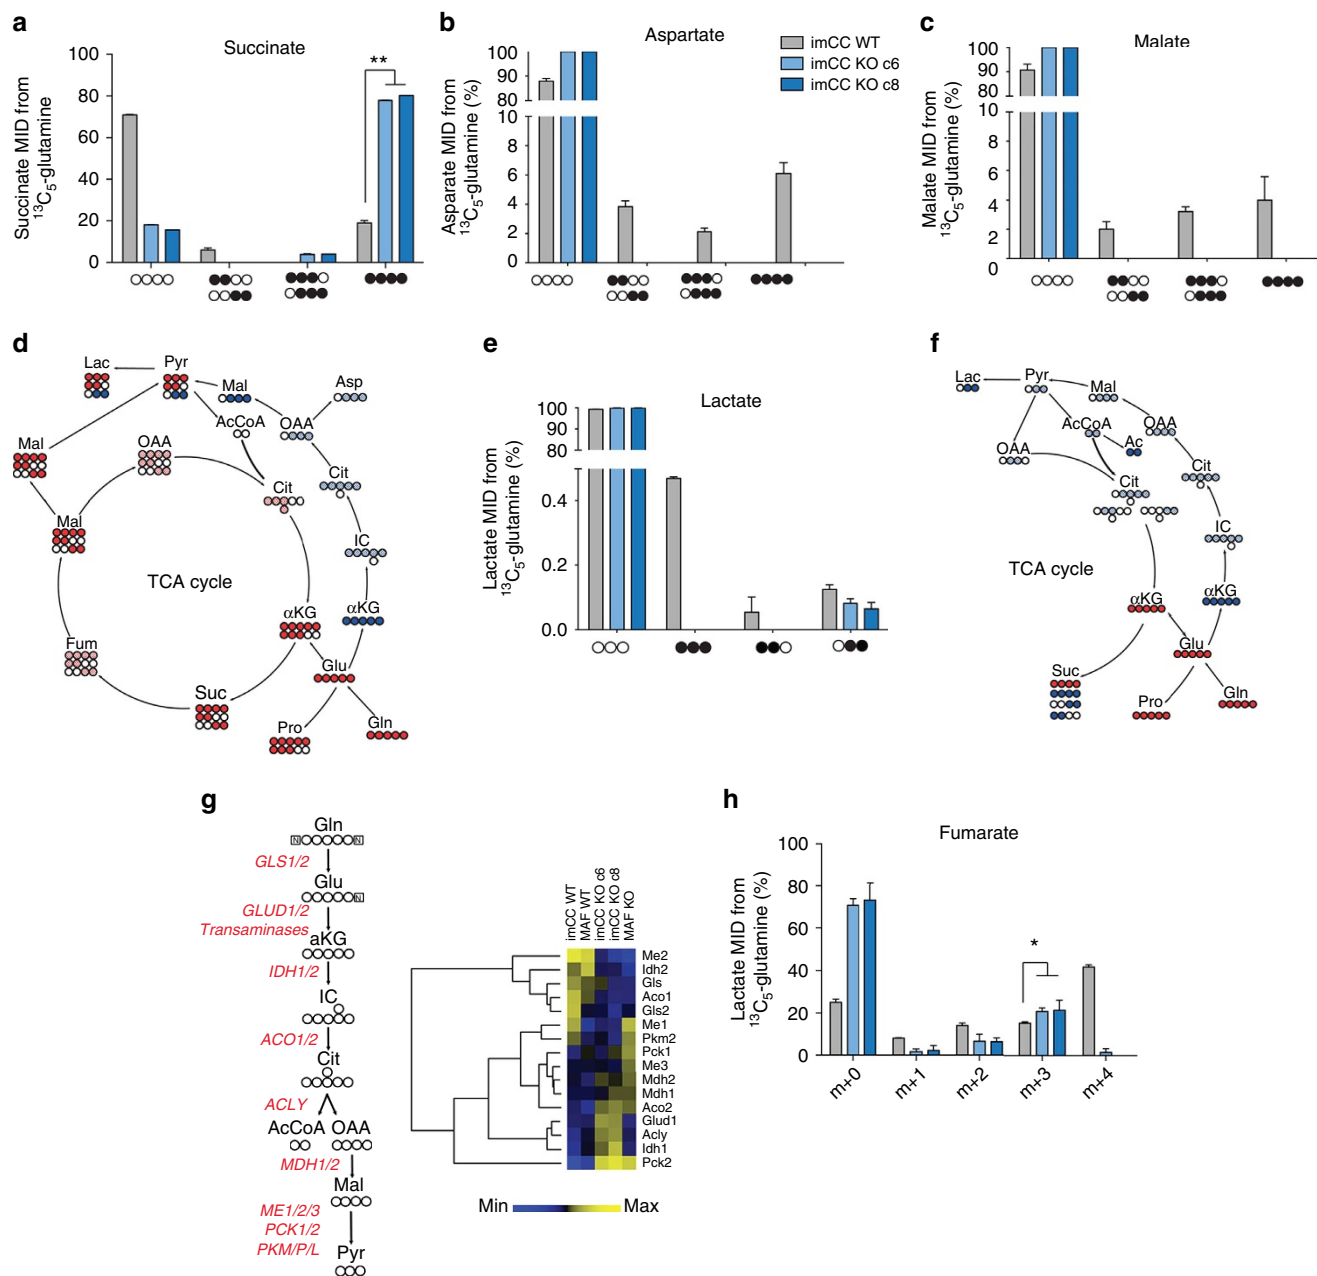 a
Succinate
Succinate MID from
13C5-glutamine
100
80
60
40
20
0
**
b
Aspartate
Asparate MID from
13C5-glutamine (%)
100
90
80
10
8
6
4
2
0
imCC WT
imCC KO c6
imCC KO c8
c
Malate
Malate MID from
13C5-glutamine (%)
100
90
80
10
8
6
4
2
0
d
Lac
Pyr
Mal
Asp
AcCoA
OAA
Mal
OAA
Cit
Cit
Mal
IC
TCA cycle
αKG
αKG
Fum
Glu
Suc
Pro
Gln
e
Lactate
Lactate MID from
13C5-glutamine (%)
100
90
80
0.4
0.2
0.0
f
Lac
Pyr
Mal
AcCoA
Ac
OAA
OAA
Cit
Cit
IC
TCA cycle
αKG
αKG
Glu
Suc
Pro
Gln
g
Gln
N
N
GLS1/2
Glu
N
GLUD1/2
Transaminases
aKG
IDH1/2
IC
ACO1/2
Cit
ACLY
AcCoA OAA
MDH1/2
Mal
ME1/2/3
PCK1/2
PKM/P/L
Pyr
imCC WT
MAF WT
imCC KO c6
imCC KO c8
MAF KO
Me2
Idh2
Gls
Aco1
Gls2
Me1
Pkm2
Pck1
Me3
Mdh2
Mdh1
Aco2
Glud1
Acly
Idh1
Pck2
Min
Max
h
Fumarate
Lactate MID from
13C5-glutamine (%)
100
80
60
40
20
0
*
m+0
m+1
m+2
m+3
m+4